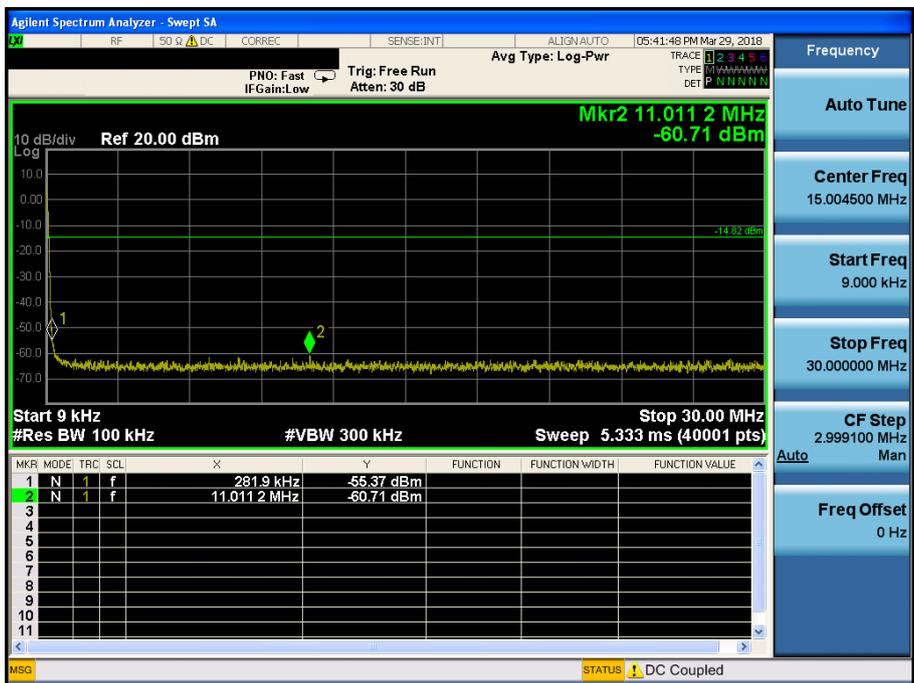 Agilent Spectrum Analyzer - Swept SA
LXI RF 50 Ω DC CORREC SENSE:INT ALIGN AUTO 05:41:48 PM Mar 29, 2018
PNO: Fast IFGain:Low
Trig: Free Run Atten: 30 dB
Avg Type: Log-Pwr
TRACE 1 2 3 4 5 6
TYPE MWWWWW
DET P N N N N N
Mkr2 11.011 2 MHz
-60.71 dBm
10 dB/div Ref 20.00 dBm
Log
10.0
0.00
-10.0
-14.82 dBm
-20.0
-30.0
-40.0
-50.0
1
2
-60.0
-70.0
Start 9 kHz Stop 30.00 MHz
#Res BW 100 kHz #VBW 300 kHz Sweep 5.333 ms (40001 pts)
MKR MODE TRC SCL X Y FUNCTION FUNCTION WIDTH FUNCTION VALUE
1 N 1 f 281.9 kHz -55.37 dBm
2 N 1 f 11.011 2 MHz -60.71 dBm
3
4
5
6
7
8
9
10
11
MSG STATUS DC Coupled
Frequency
Auto Tune
Center Freq
15.004500 MHz
Start Freq
9.000 kHz
Stop Freq
30.000000 MHz
CF Step
2.999100 MHz
Auto Man
Freq Offset
0 Hz